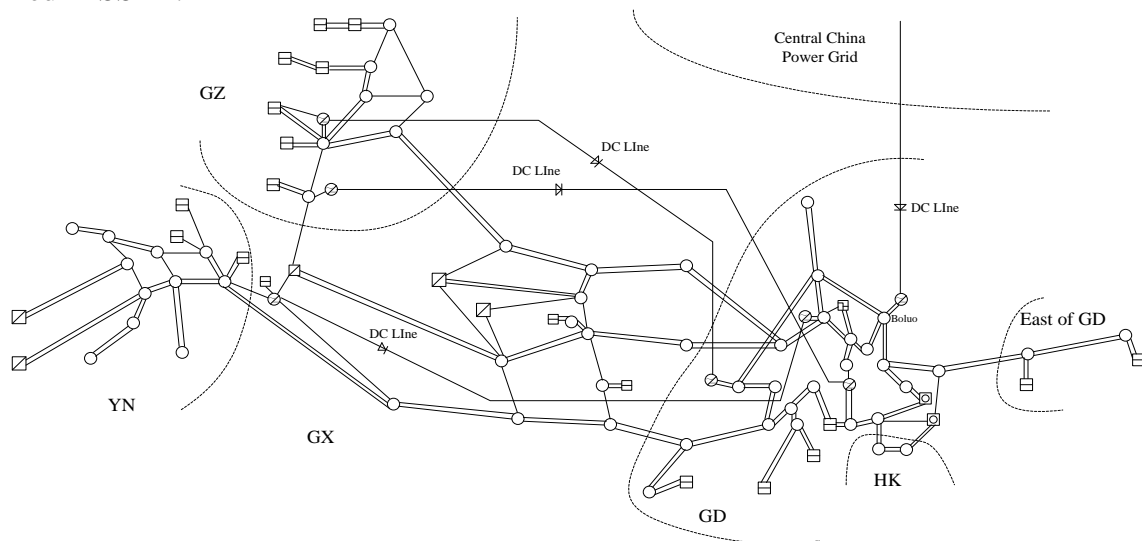 Central China
Power Grid
GZ
DC LIne
DC LIne
DC LIne
Boluo
East of GD
DC LIne
YN
GX
HK
GD